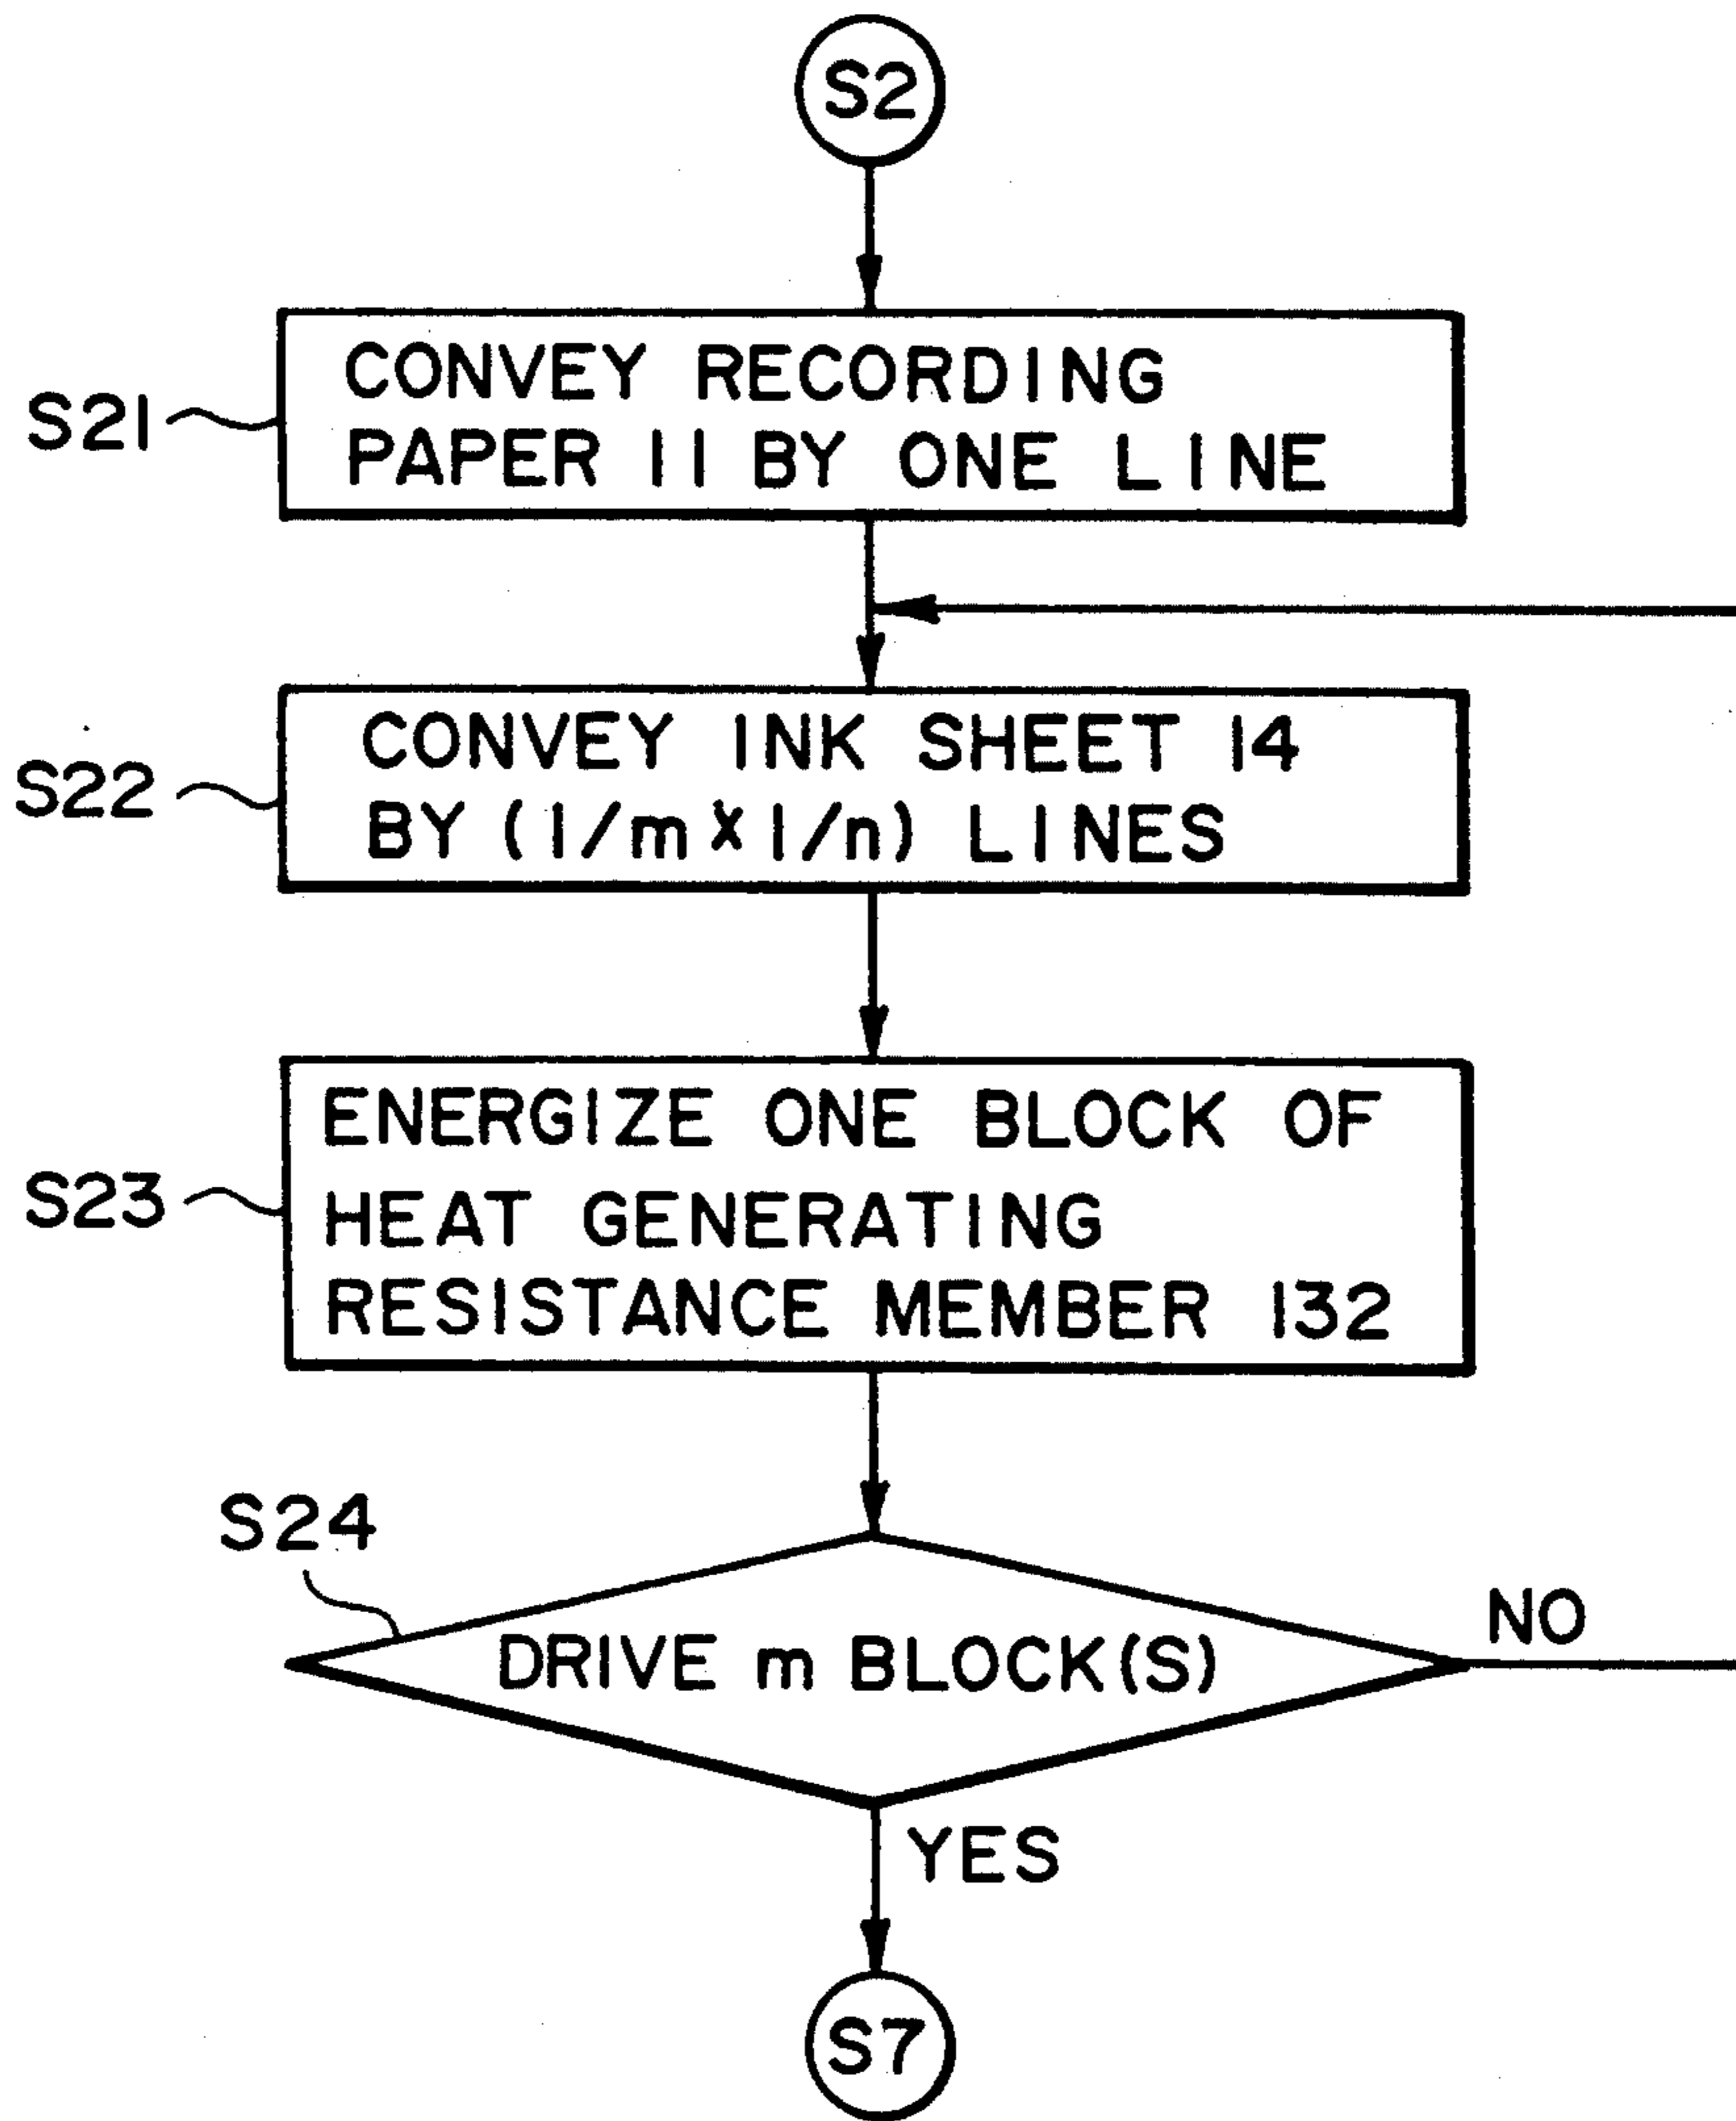 S2
S21
CONVEY RECORDING
PAPER 11 BY ONE LINE
S22
CONVEY INK SHEET 14
BY (1/m X 1/n) LINES
S23
ENERGIZE ONE BLOCK OF
HEAT GENERATING
RESISTANCE MEMBER 132
S24
DRIVE m BLOCK(S)
NO
YES
S7